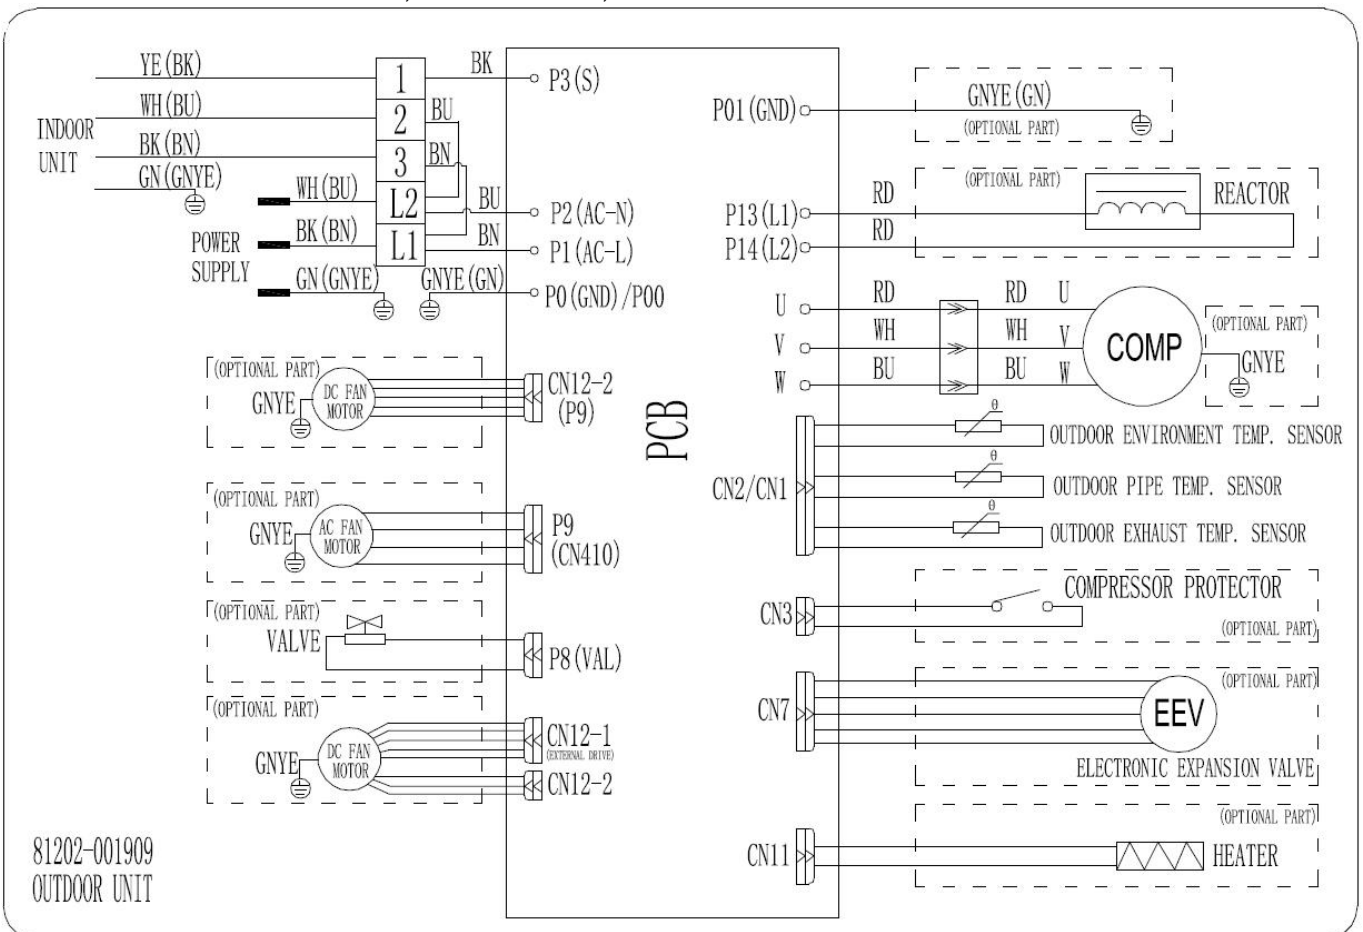 YE(BK)
WH(BU)
INDOOR
UNIT
BK(BN)
GN(GNYE)
1
2
3
L2
L1
BK
BU
BN
BU
BN
WH(BU)
BK(BN)
POWER
SUPPLY
GN(GNYE)
GNYE(GN)
P3(S)
P2(AC-N)
P1(AC-L)
P0(GND)/P00
(OPTIONAL PART)
GNYE
DC FAN
MOTOR
CN12-2
(P9)
(OPTIONAL PART)
GNYE
AC FAN
MOTOR
P9
(CN410)
(OPTIONAL PART)
VALVE
P8(VAL)
(OPTIONAL PART)
GNYE
DC FAN
MOTOR
CN12-1
(EXTERNAL DRIVE)
CN12-2
81202-001909
OUTDOOR UNIT
PCB
P01(GND)
GNYE(GN)
(OPTIONAL PART)
(OPTIONAL PART)
REACTOR
P13(L1)
RD
P14(L2)
RD
U
RD
RD
U
V
WH
WH
V
W
BU
BU
W
COMP
(OPTIONAL PART)
GNYE
CN2/CN1
θ
OUTDOOR ENVIRONMENT TEMP. SENSOR
θ
OUTDOOR PIPE TEMP. SENSOR
θ
OUTDOOR EXHAUST TEMP. SENSOR
CN3
COMPRESSOR PROTECTOR
(OPTIONAL PART)
CN7
(OPTIONAL PART)
EEV
ELECTRONIC EXPANSION VALVE
CN11
(OPTIONAL PART)
HEATER